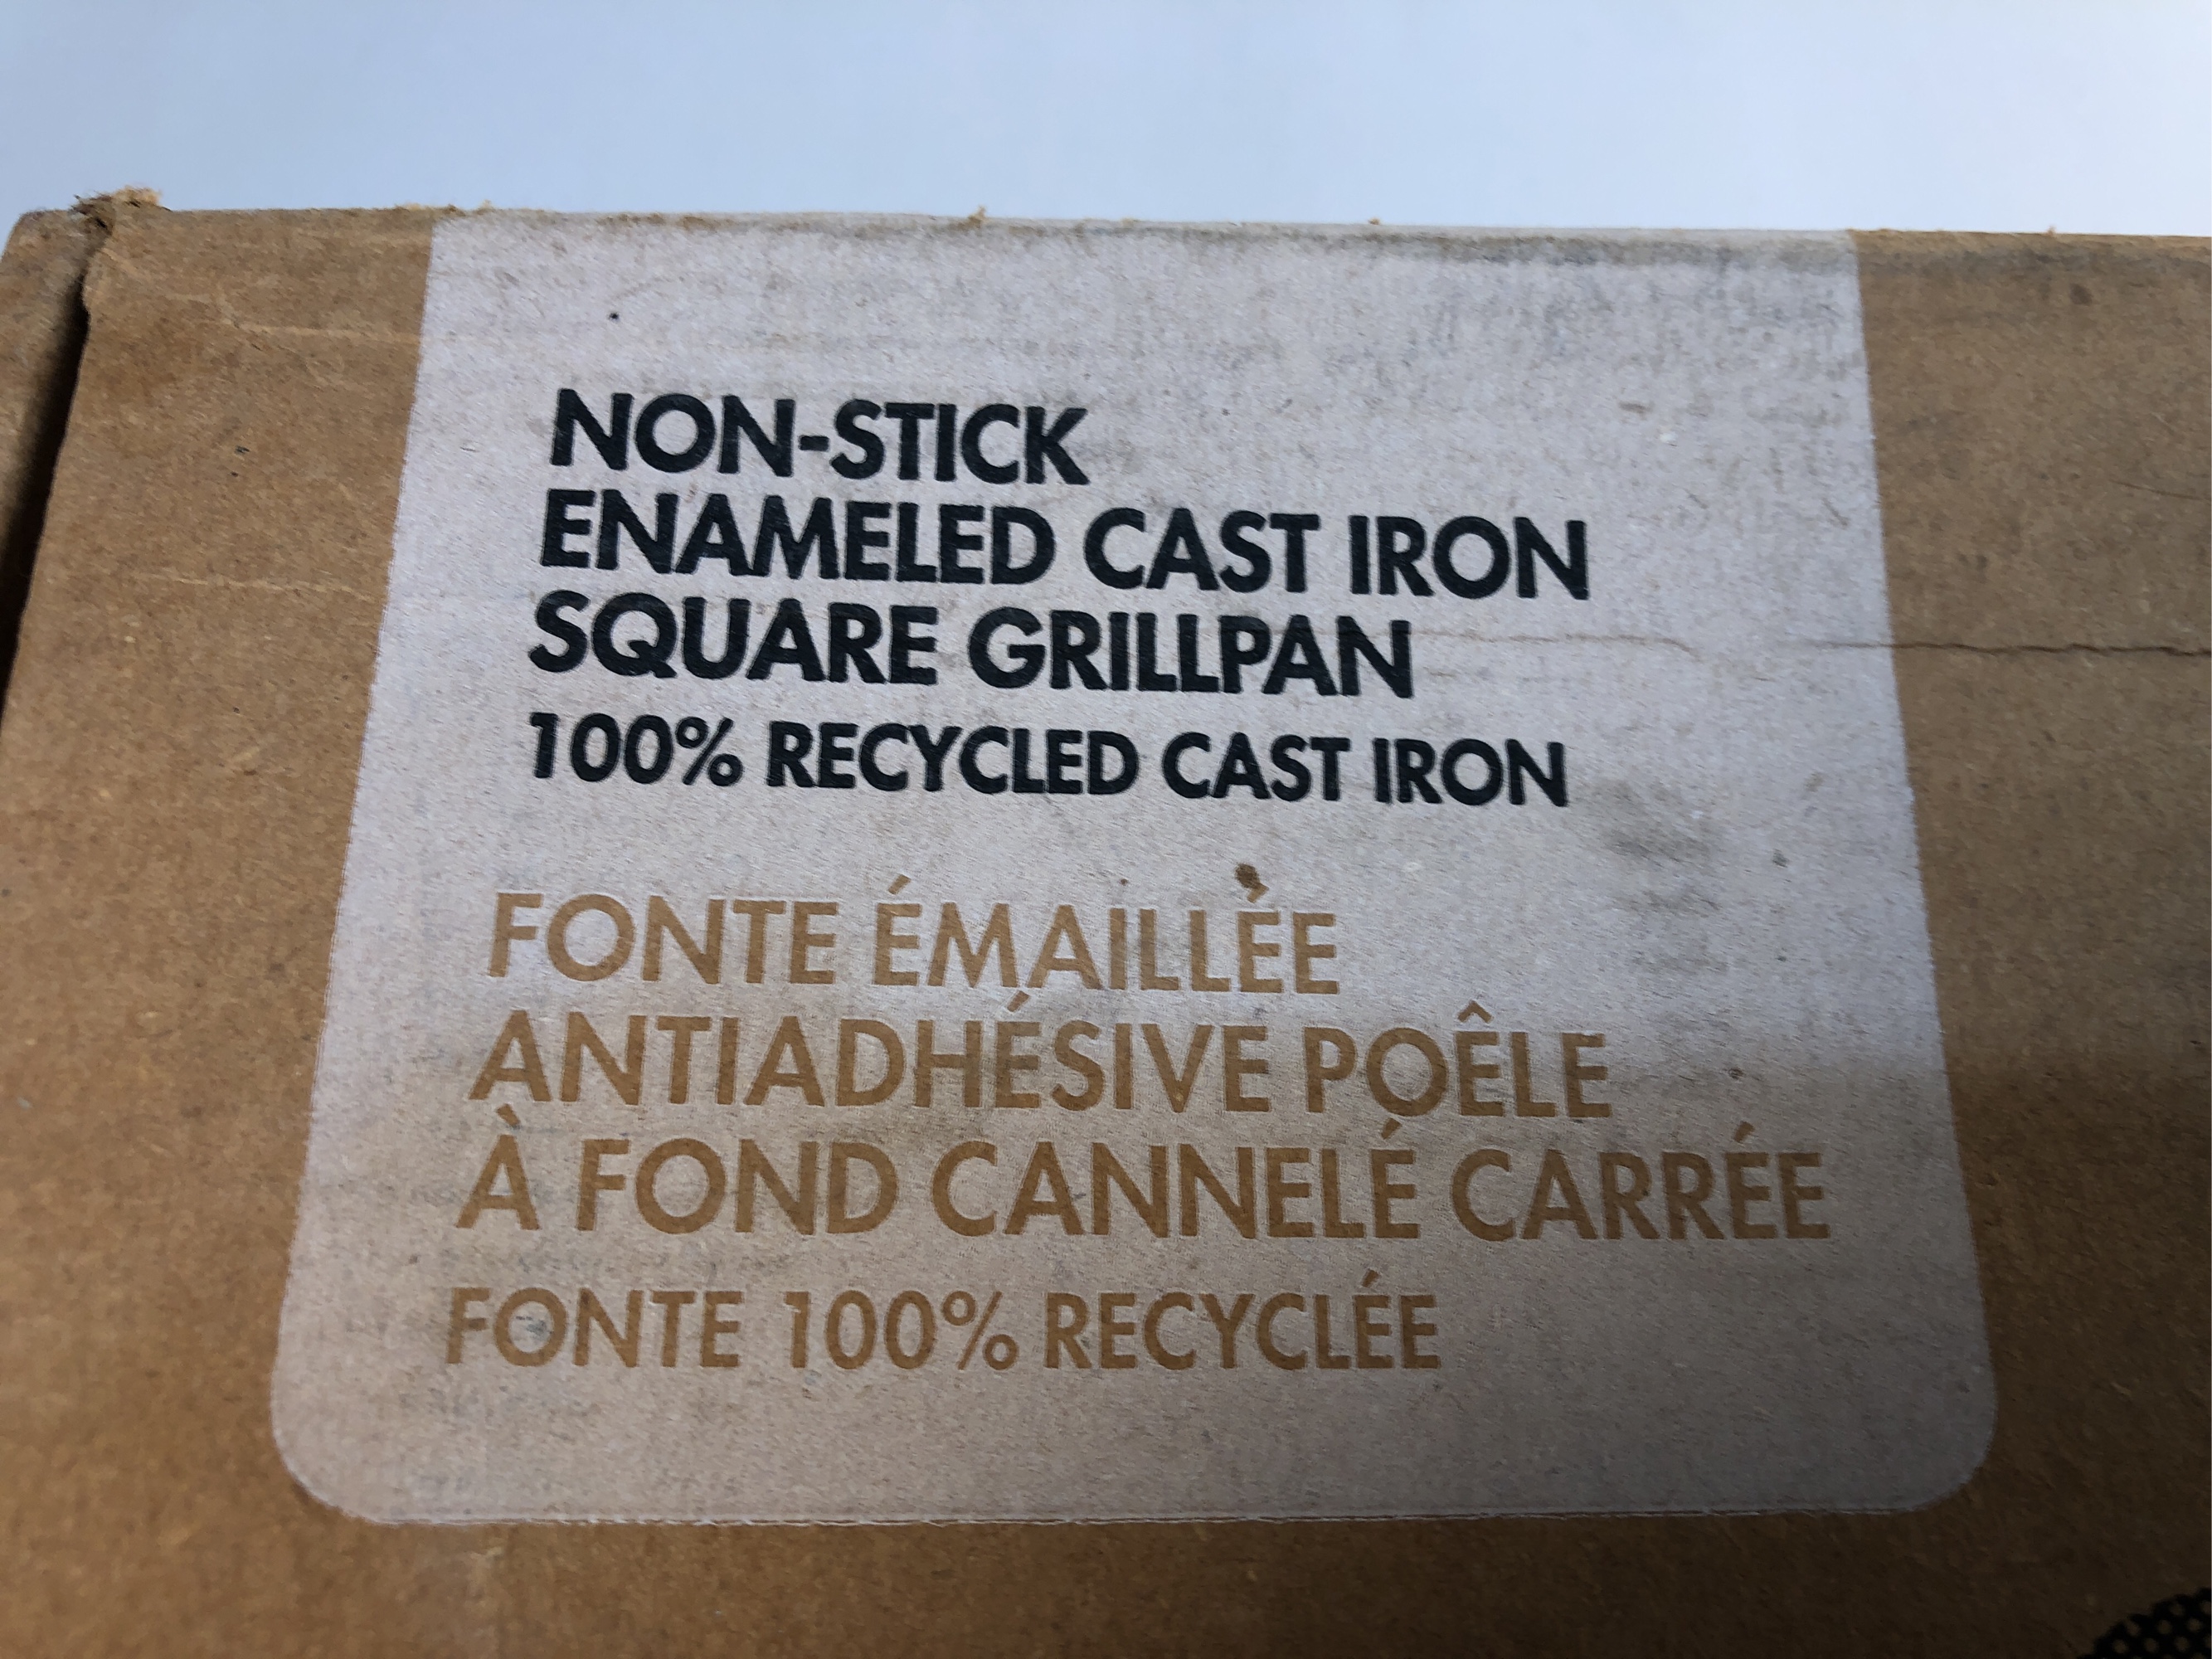 NON-STICK
ENAMELED CAST IRON
SQUARE GRILLPAN
100% RECYCLED CAST IRON
FONTE ÉMAILLÉE
ANTIADHÉSIVE POÊLE
À FOND CANNELÉ CARRÉE
FONTE 100% RECYCLÉE